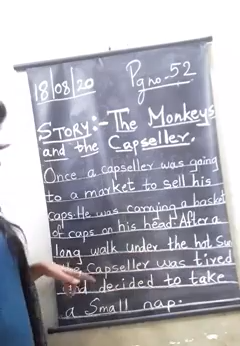 18/08/20 Pg no. 52
STORY:- The Monkeys
and the Capseller.
Once a capseller was going
to a market to sell his
caps. He was carrying a basket
of caps on his head. After a
long walk under the hot Sun
the Capseller was tired
and decided to take
a Small nap.